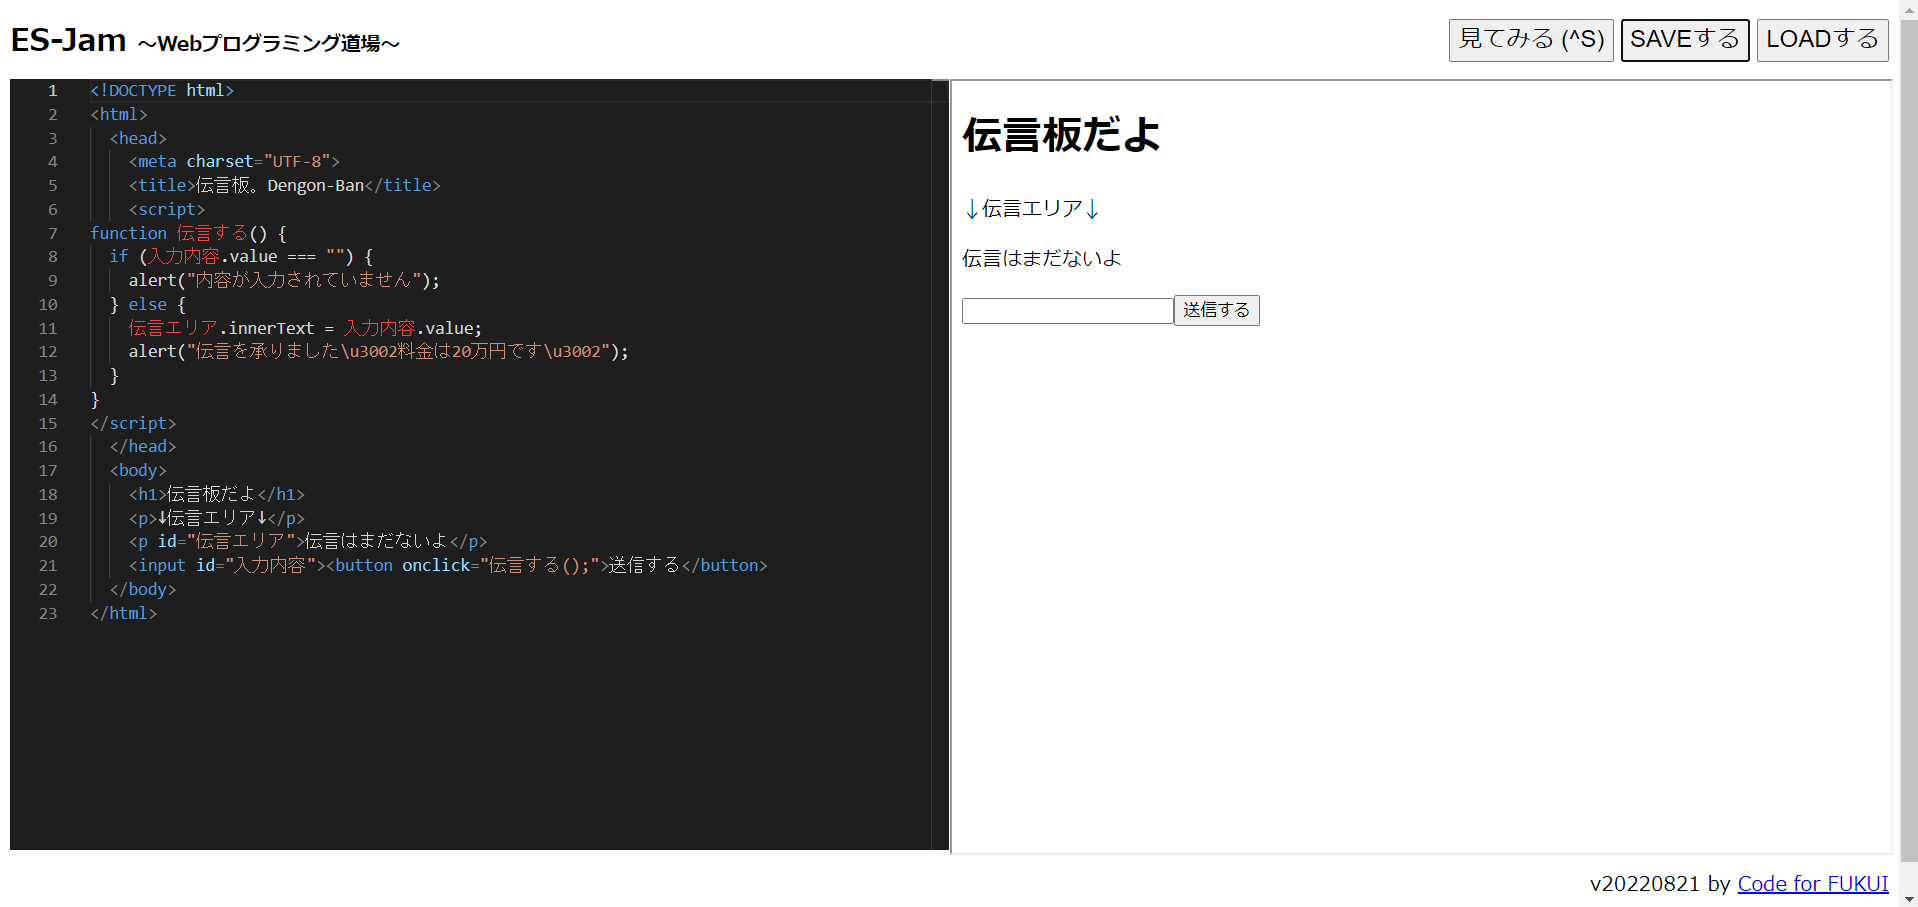 ES-Jam ～Webプログラミング道場～
見てみる (^S) SAVEする LOADする
1 <!DOCTYPE html>
2 <html>
3 <head>
4 <meta charset="UTF-8">
5 <title>伝言板。Dengon-Ban</title>
6 <script>
7 function 伝言する() {
8 if (入力内容.value === "") {
9 alert("内容が入力されていません");
10 } else {
11 伝言エリア.innerText = 入力内容.value;
12 alert("伝言を承りました\u3002料金は20万円です\u3002");
13 }
14 }
15 </script>
16 </head>
17 <body>
18 <h1>伝言板だよ</h1>
19 <p>↓伝言エリア↓</p>
20 <p id="伝言エリア">伝言はまだないよ</p>
21 <input id="入力内容"><button onclick="伝言する();">送信する</button>
22 </body>
23 </html>
伝言板だよ
↓伝言エリア↓
伝言はまだないよ
送信する
v20220821 by Code for FUKUI